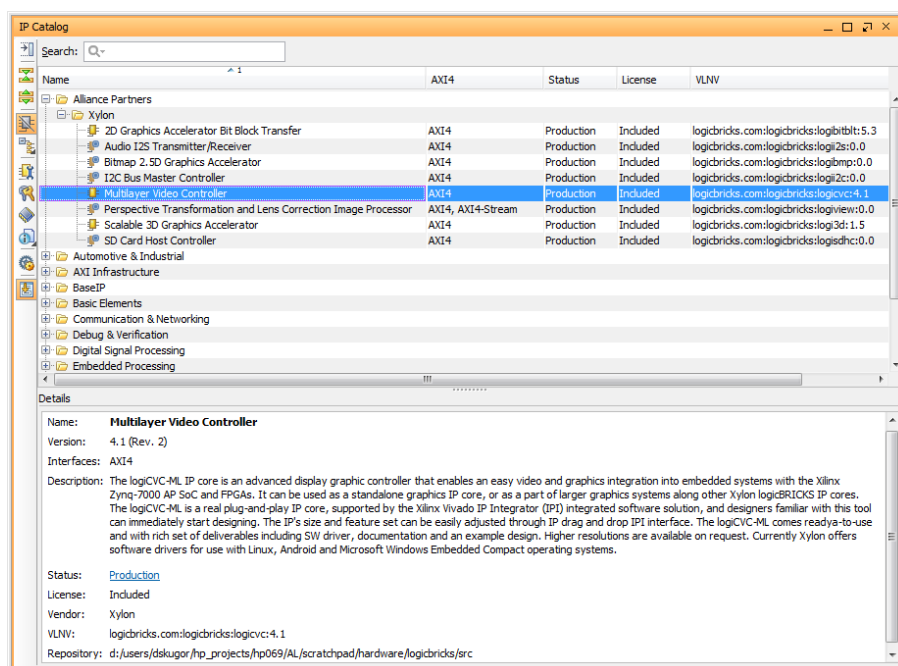 IP Catalog
Search:
Name 1 AXI4 Status License VLNV
Alliance Partners
Xylon
2D Graphics Accelerator Bit Block Transfer AXI4 Production Included logicbricks.com:logicbricks:logibitblt:5.3
Audio I2S Transmitter/Receiver AXI4 Production Included logicbricks.com:logicbricks:logii2s:0.0
Bitmap 2.5D Graphics Accelerator AXI4 Production Included logicbricks.com:logicbricks:logibmp:0.0
I2C Bus Master Controller AXI4 Production Included logicbricks.com:logicbricks:logii2c:0.0
Multilayer Video Controller AXI4 Production Included logicbricks.com:logicbricks:logicvc:4.1
Perspective Transformation and Lens Correction Image Processor AXI4, AXI4-Stream Production Included logicbricks.com:logicbricks:logiview:0.0
Scalable 3D Graphics Accelerator AXI4 Production Included logicbricks.com:logicbricks:logi3d:1.5
SD Card Host Controller AXI4 Production Included logicbricks.com:logicbricks:logisdhc:0.0
Automotive & Industrial
AXI Infrastructure
BaseIP
Basic Elements
Communication & Networking
Debug & Verification
Digital Signal Processing
Embedded Processing
Details
Name: Multilayer Video Controller
Version: 4.1 (Rev. 2)
Interfaces: AXI4
Description: The logiCVC-ML IP core is an advanced display graphic controller that enables an easy video and graphics integration into embedded systems with the Xilinx
Zynq-7000 AP SoC and FPGAs. It can be used as a standalone graphics IP core, or as a part of larger graphics systems along other Xylon logicBRICKS IP cores.
The logiCVC-ML is a real plug-and-play IP core, supported by the Xilinx Vivado IP Integrator (IPI) integrated software solution, and designers familiar with this tool
can immediately start designing. The IP's size and feature set can be easily adjusted through IP drag and drop IPI interface. The logiCVC-ML comes readya-to-use
and with rich set of deliverables including SW driver, documentation and an example design. Higher resolutions are available on request. Currently Xylon offers
software drivers for use with Linux, Android and Microsoft Windows Embedded Compact operating systems.
Status: Production
License: Included
Vendor: Xylon
VLNV: logicbricks.com:logicbricks:logicvc:4.1
Repository: d:/users/dskugor/hp_projects/hp069/AL/scratchpad/hardware/logicbricks/src